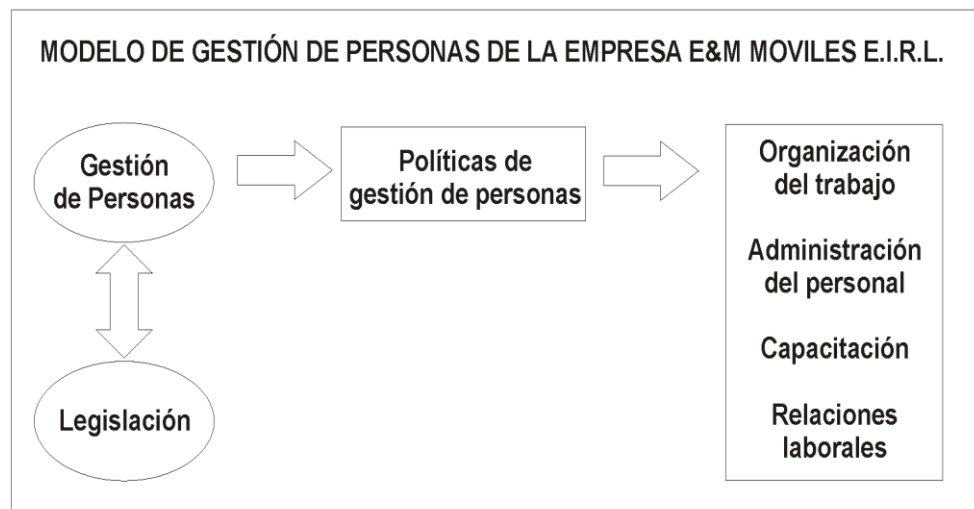 MODELO DE GESTIÓN DE PERSONAS DE LA EMPRESA E&M MOVILES E.I.R.L.
Gestión
de Personas
Políticas de
gestión de personas
Organización
del trabajo
Administración
del personal
Capacitación
Relaciones
laborales
Legislación